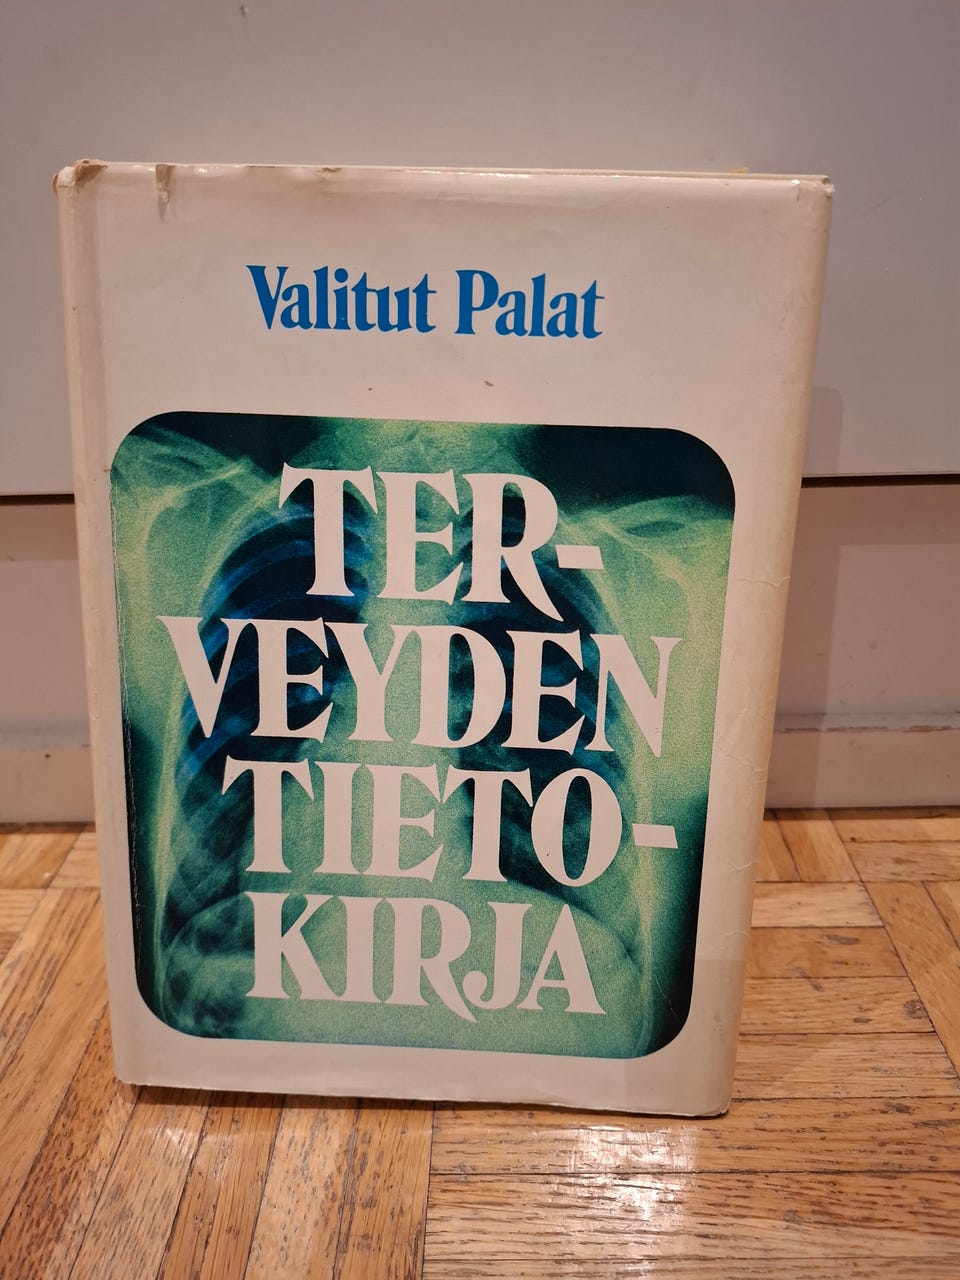 Valitut Palat
TER-
VEYDEN
TIETO-
KIRJA